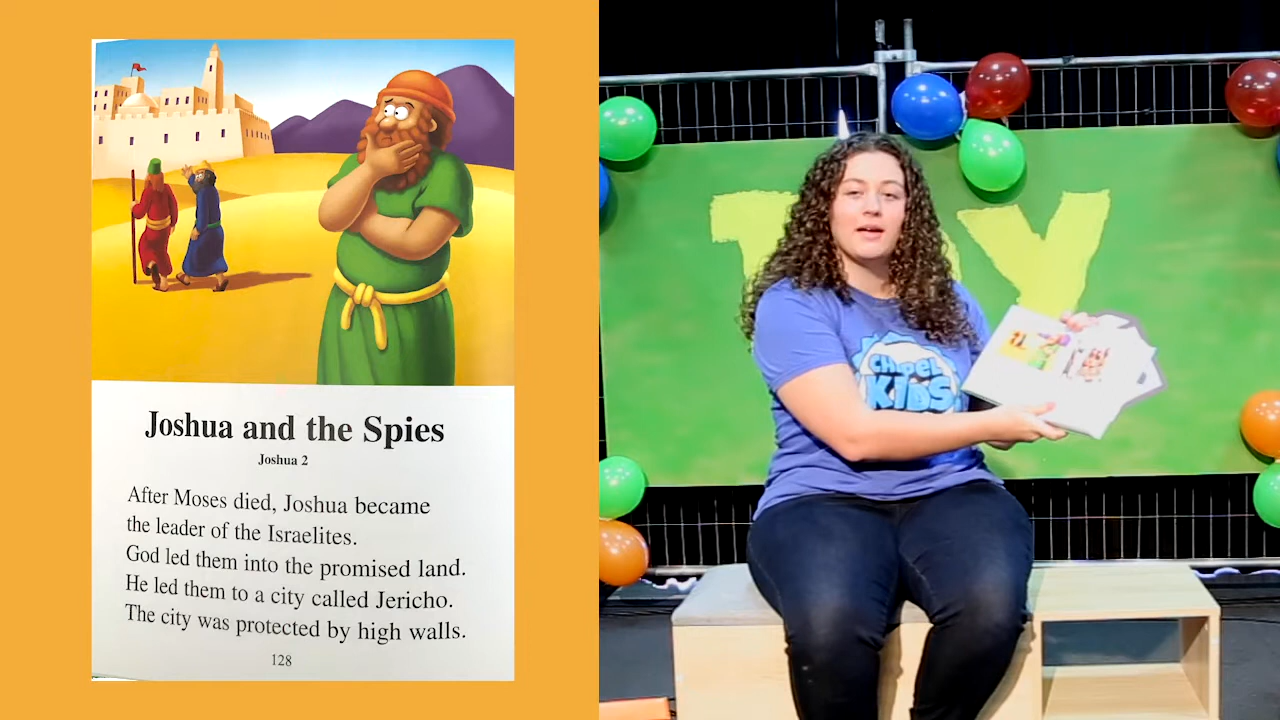 Joshua and the Spies
Joshua 2
After Moses died, Joshua became
the leader of the Israelites.
God led them into the promised land.
He led them to a city called Jericho.
The city was protected by high walls.
128
CHAPEL
KIDS